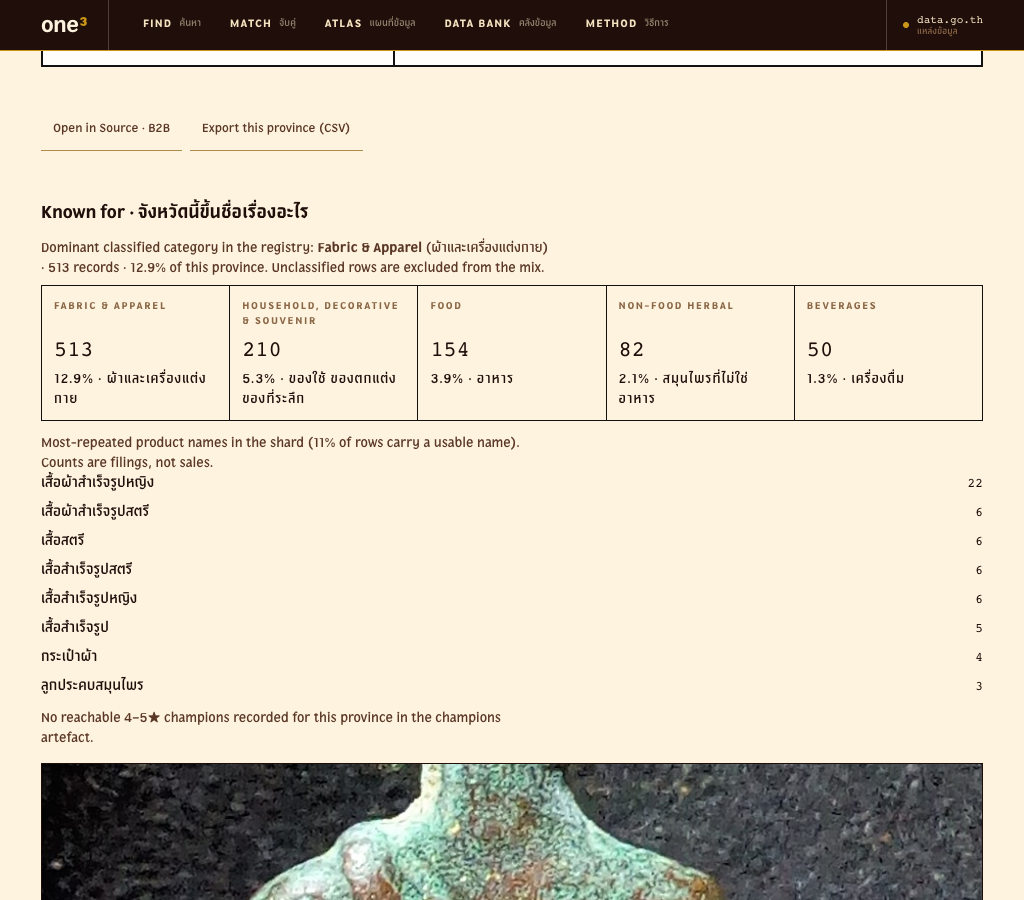 one³
FIND ค้นหา
MATCH จับคู่
ATLAS แผนที่ข้อมูล
DATA BANK คลังข้อมูล
METHOD วิธีการ
data.go.th
แหล่งข้อมูล
Open in Source · B2B
Export this province (CSV)
Known for · จังหวัดนี้ขึ้นชื่อเรื่องอะไร
Dominant classified category in the registry: Fabric & Apparel (ผ้าและเครื่องแต่งกาย)
· 513 records · 12.9% of this province. Unclassified rows are excluded from the mix.
FABRIC & APPAREL
513
12.9% · ผ้าและเครื่องแต่ง
กาย
HOUSEHOLD, DECORATIVE
& SOUVENIR
210
5.3% · ของใช้ ของตกแต่ง
ของที่ระลึก
FOOD
154
3.9% · อาหาร
NON-FOOD HERBAL
82
2.1% · สมุนไพรที่ไม่ใช่
อาหาร
BEVERAGES
50
1.3% · เครื่องดื่ม
Most-repeated product names in the shard (11% of rows carry a usable name).
Counts are filings, not sales.
เสื้อผ้าสำเร็จรูปหญิง 22
เสื้อผ้าสำเร็จรูปสตรี 6
เสื้อสตรี 6
เสื้อสำเร็จรูปสตรี 6
เสื้อสำเร็จรูปหญิง 6
เสื้อสำเร็จรูป 5
กระเป๋าผ้า 4
ลูกประคบสมุนไพร 3
No reachable 4–5★ champions recorded for this province in the champions
artefact.